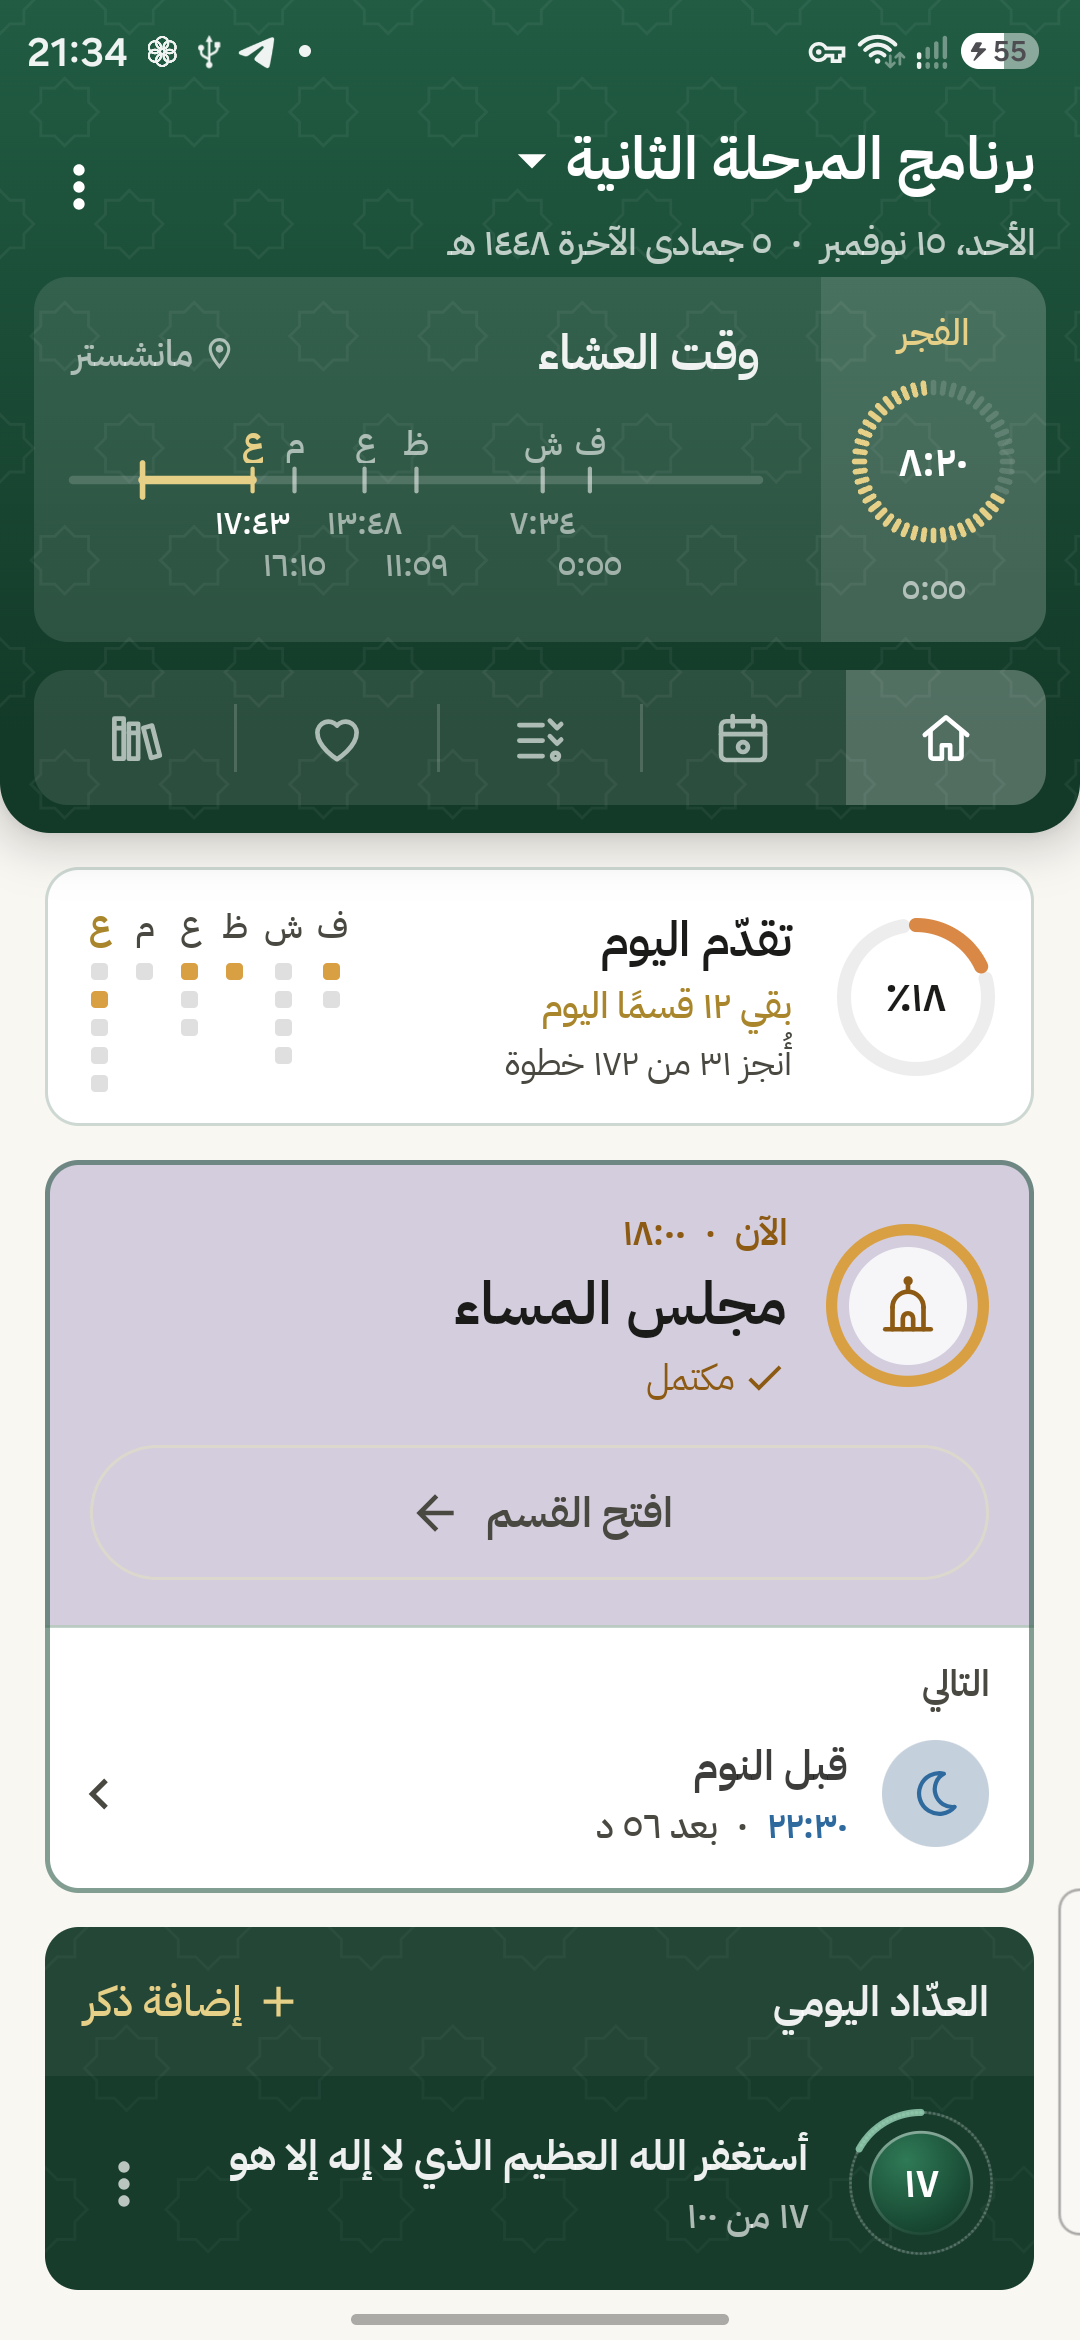 21:34
55
برنامج المرحلة الثانية
الأحد، ١٥ نوفمبر · ٥ جمادى الآخرة ١٤٤٨ هـ
الفجر
٨:٢٠
٥:٥٥
وقت العشاء
مانشستر
ف ش ظ ع م ع
٧:٣٤ ١٣:٤٨ ١٧:٤٣
٥:٥٥ ١١:٥٩ ١٦:١٥
١٨٪
تقدّم اليوم
بقي ١٢ قسمًا اليوم
أُنجز ٣١ من ١٧٢ خطوة
ف ش ظ ع م ع
الآن · ١٨:٠٠
مجلس المساء
مكتمل
افتح القسم
التالي
قبل النوم
٢٢:٣٠ · بعد ٥٦ د
العدّاد اليومي
إضافة ذكر
١٧
أستغفر الله العظيم الذي لا إله إلا هو
١٧ من ١٠٠